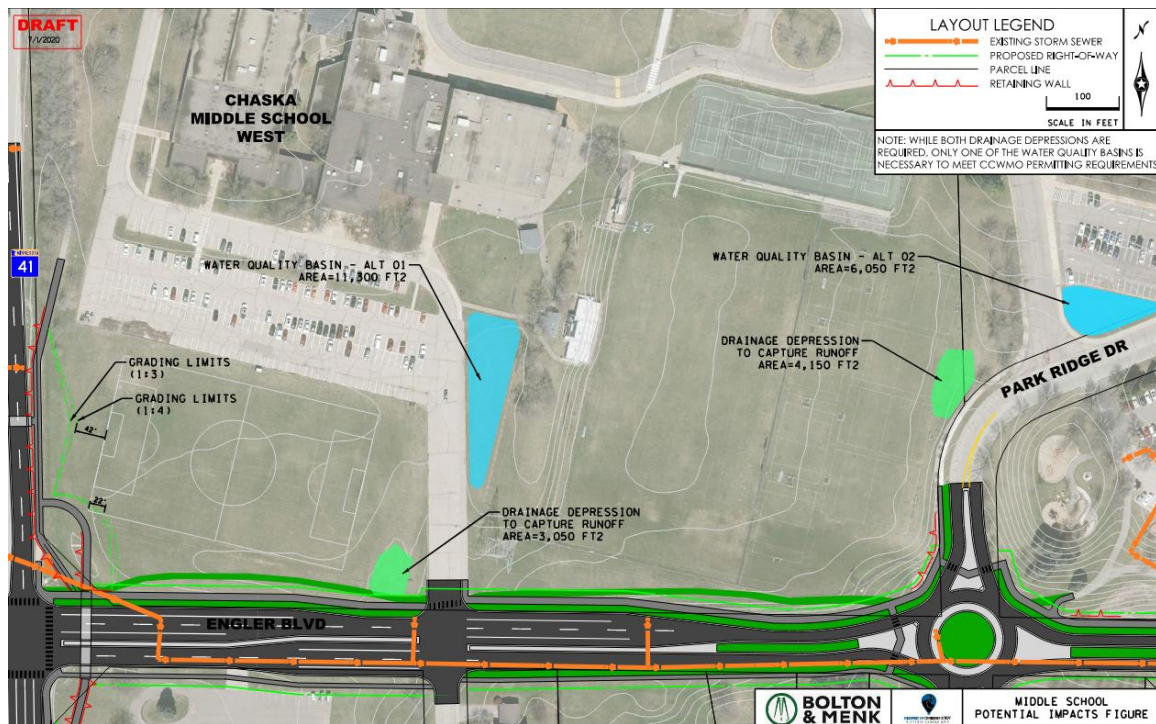 DRAFT
7/1/2020
LAYOUT LEGEND
EXISTING STORM SEWER
PROPOSED RIGHT-OF-WAY
PARCEL LINE
RETAINING WALL
N
100
SCALE IN FEET
NOTE: WHILE BOTH DRAINAGE DEPRESSIONS ARE
REQUIRED, ONLY ONE OF THE WATER QUALITY BASINS IS
NECESSARY TO MEET CCWMO PERMITTING REQUIREMENTS
CHASKA
MIDDLE SCHOOL
WEST
41
WATER QUALITY BASIN - ALT 01
AREA=11,300 FT2
WATER QUALITY BASIN - ALT 02
AREA=6,050 FT2
DRAINAGE DEPRESSION
TO CAPTURE RUNOFF
AREA=4,150 FT2
PARK RIDGE DR
GRADING LIMITS
(1:3)
GRADING LIMITS
(1:4)
42'
22'
DRAINAGE DEPRESSION
TO CAPTURE RUNOFF
AREA=3,050 FT2
ENGLER BLVD
BOLTON
& MENK
MIDDLE SCHOOL
POTENTIAL IMPACTS FIGURE